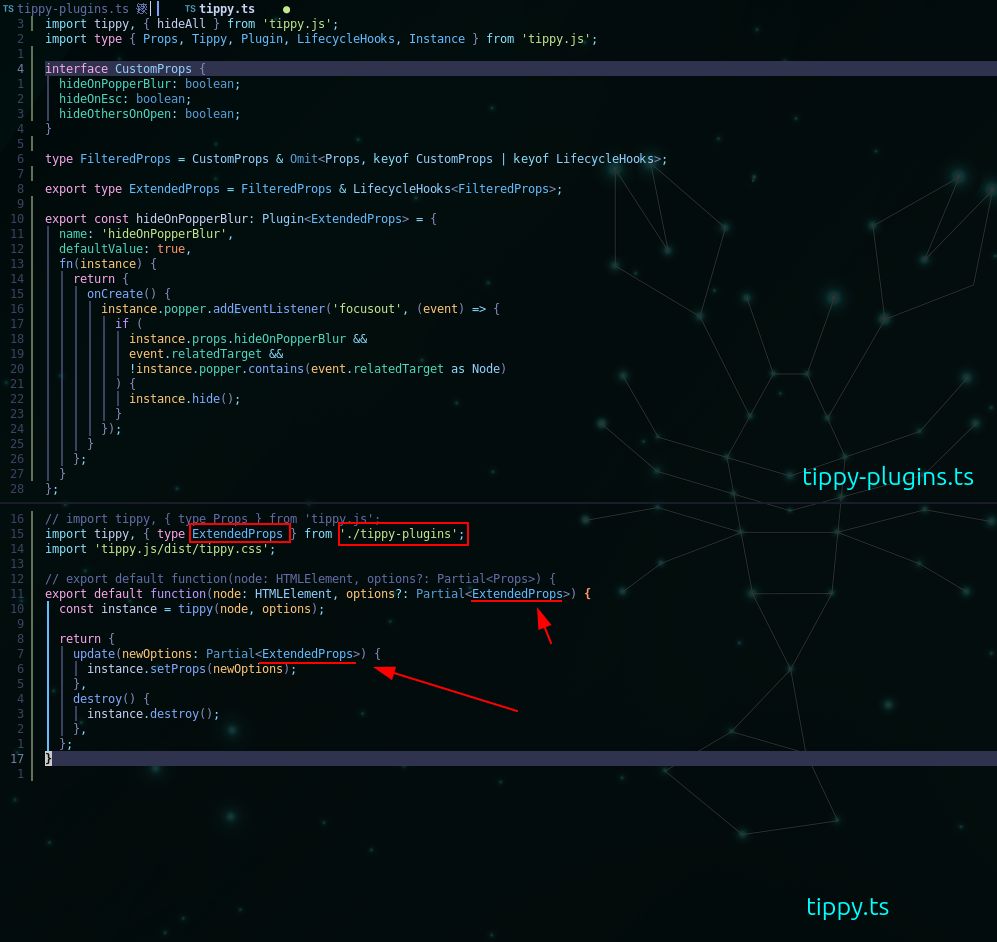 TS tippy-plugins.ts TS tippy.ts
3 import tippy, { hideAll } from 'tippy.js';
2 import type { Props, Tippy, Plugin, LifecycleHooks, Instance } from 'tippy.js';
1
4 interface CustomProps {
1 hideOnPopperBlur: boolean;
2 hideOnEsc: boolean;
3 hideOthersOnOpen: boolean;
4 }
5
6 type FilteredProps = CustomProps & Omit<Props, keyof CustomProps | keyof LifecycleHooks>;
7
8 export type ExtendedProps = FilteredProps & LifecycleHooks<FilteredProps>;
9
10 export const hideOnPopperBlur: Plugin<ExtendedProps> = {
11 name: 'hideOnPopperBlur',
12 defaultValue: true,
13 fn(instance) {
14 return {
15 onCreate() {
16 instance.popper.addEventListener('focusout', (event) => {
17 if (
18 instance.props.hideOnPopperBlur &&
19 event.relatedTarget &&
20 !instance.popper.contains(event.relatedTarget as Node)
21 ) {
22 instance.hide();
23 }
24 });
25 }
26 };
27 }
28 };
tippy-plugins.ts
16 // import tippy, { type Props } from 'tippy.js';
15 import tippy, { type ExtendedProps } from './tippy-plugins';
14 import 'tippy.js/dist/tippy.css';
13
12 // export default function(node: HTMLElement, options?: Partial<Props>) {
11 export default function(node: HTMLElement, options?: Partial<ExtendedProps>) {
10 const instance = tippy(node, options);
9
8 return {
7 update(newOptions: Partial<ExtendedProps>) {
6 instance.setProps(newOptions);
5 },
4 destroy() {
3 instance.destroy();
2 },
1 };
17 }
1
tippy.ts